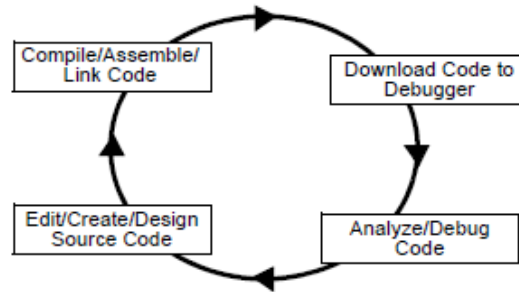 Compile/Assemble/
Link Code
Download Code to
Debugger
Edit/Create/Design
Source Code
Analyze/Debug
Code